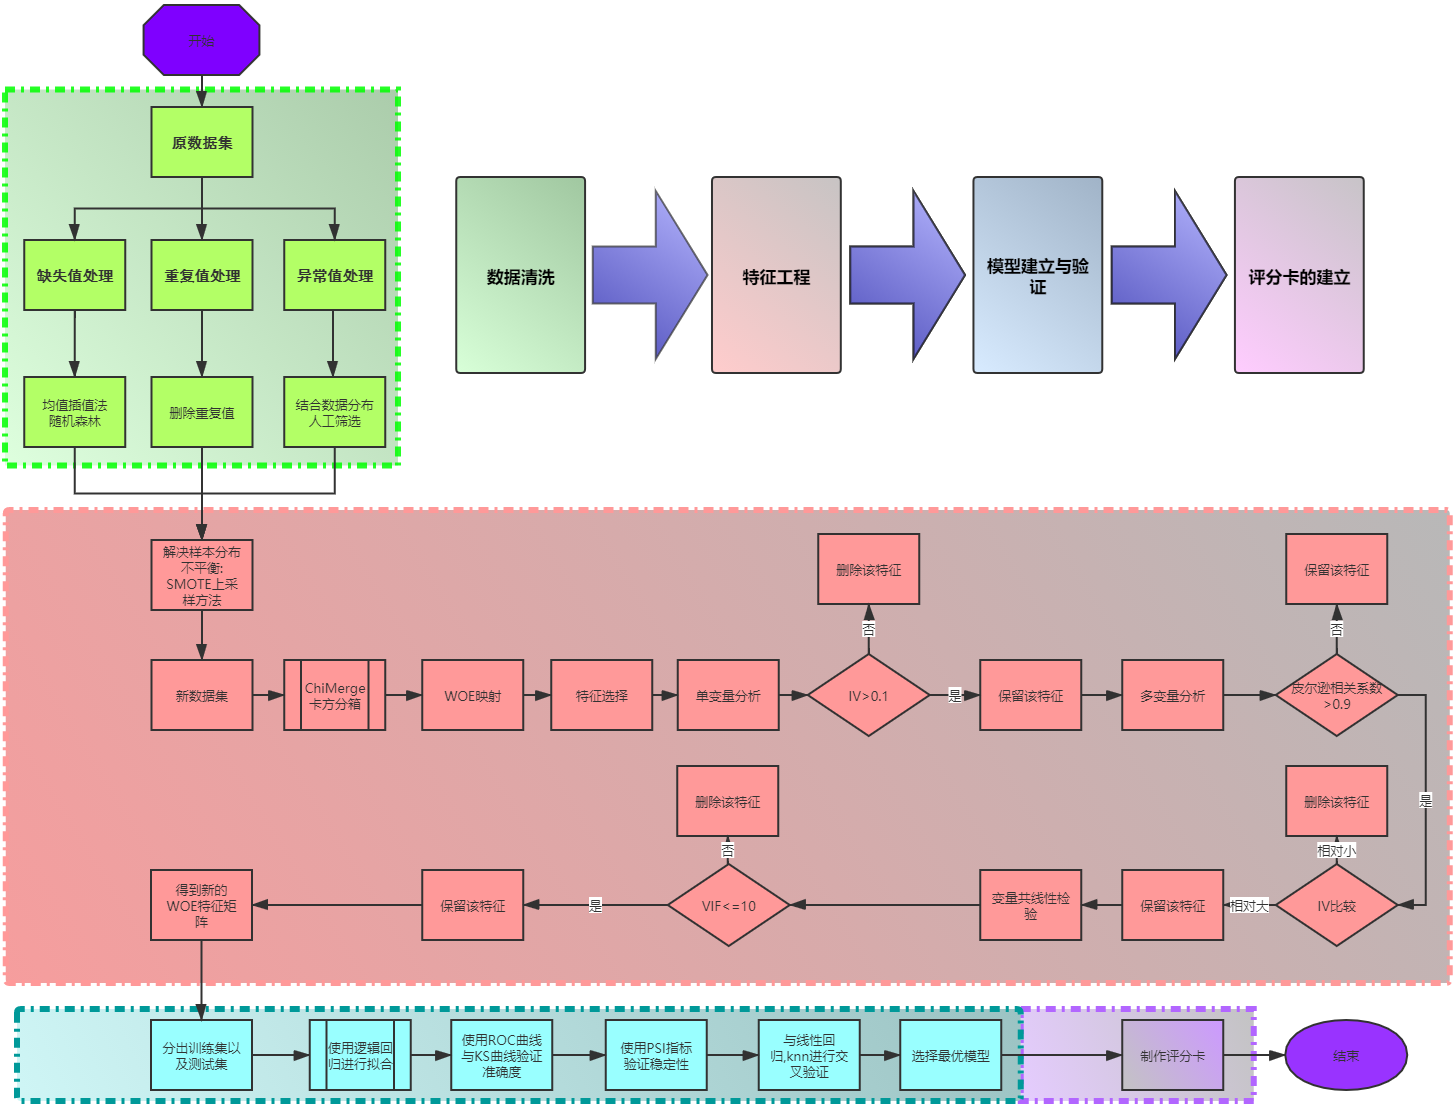 开始
原数据集
缺失值处理
重复值处理
异常值处理
均值插值法
随机森林
删除重复值
结合数据分布
人工筛选
数据清洗
特征工程
模型建立与验
证
评分卡的建立
解决样本分布
不平衡:
SMOTE上采
样方法
新数据集
ChiMerge
卡方分箱
WOE映射
特征选择
单变量分析
IV>0.1
否
删除该特征
是
保留该特征
多变量分析
皮尔逊相关系数
>0.9
否
保留该特征
是
IV比较
相对小
删除该特征
相对大
保留该特征
变量共线性检
验
VIF<=10
否
删除该特征
是
保留该特征
得到新的
WOE特征矩
阵
分出训练集以
及测试集
使用逻辑回
归进行拟合
使用ROC曲线
与KS曲线验证
准确度
使用PSI指标
验证稳定性
与线性回
归,knn进行交
叉验证
选择最优模型
制作评分卡
结束